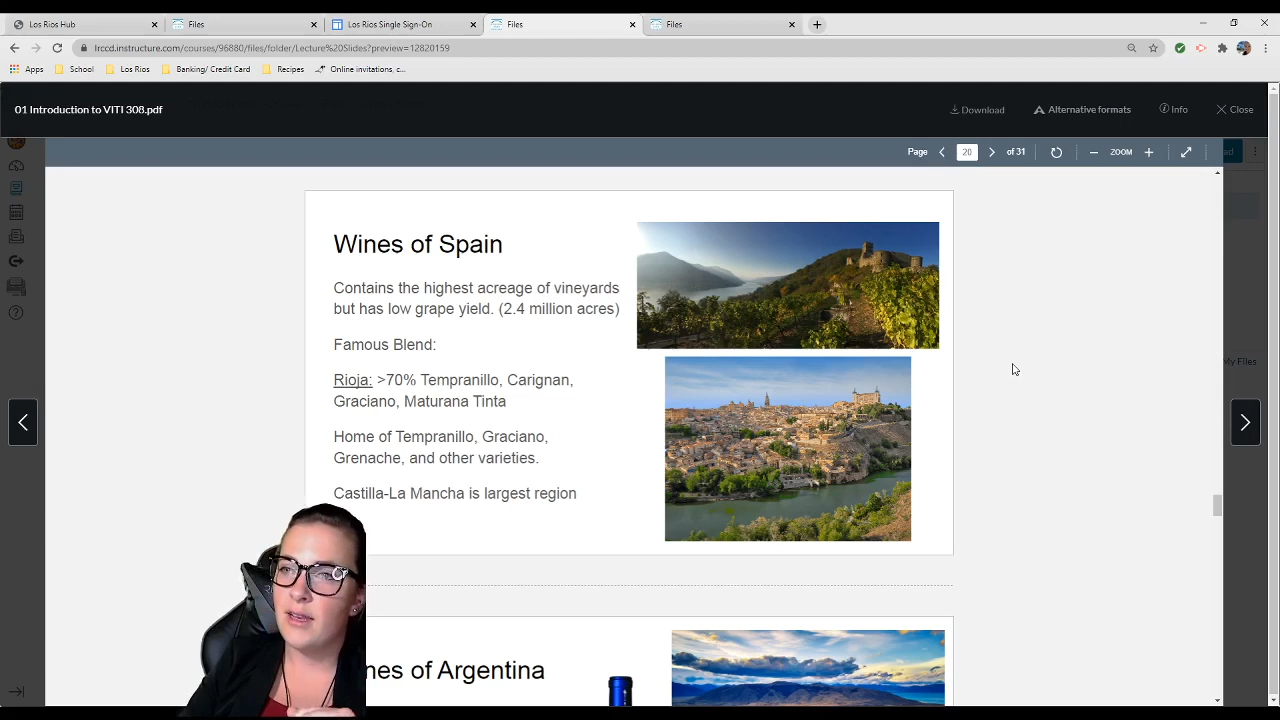 Los Rios Hub
Files
Los Rios Single Sign-On
Files
Files
lrccd.instructure.com/courses/96880/files/folder/Lecture%20Slides?preview=12820159
Apps School Los Rios Banking/ Credit Card Recipes Online invitations, c...
01 Introduction to VITI 308.pdf
Download Alternative formats Info Close
Page 20 of 31 ZOOM
Wines of Spain
Contains the highest acreage of vineyards
but has low grape yield. (2.4 million acres)
Famous Blend:
Rioja: >70% Tempranillo, Carignan,
Graciano, Maturana Tinta
Home of Tempranillo, Graciano,
Grenache, and other varieties.
Castilla-La Mancha is largest region
My Files
nes of Argentina